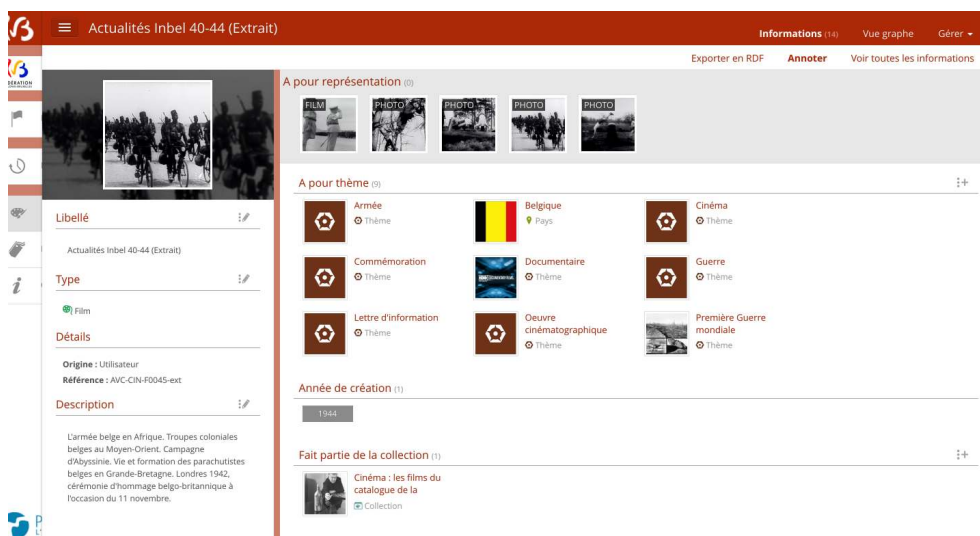 Actualités Inbel 40-44 (Extrait)
Informations (14)
Vue graphe
Gérer
Exporter en RDF
Annoter
Voir toutes les informations
Libellé
Actualités Inbel 40-44 (Extrait)
Type
Film
Détails
Origine : Utilisateur
Référence : AVC-CIN-F0045-ext
Description
L'armée belge en Afrique. Troupes coloniales
belges au Moyen-Orient. Campagne
d'Abyssinie. Vie et formation des parachutistes
belges en Grande-Bretagne. Londres 1942,
cérémonie d'hommage belgo-britannique à
l'occasion du 11 novembre.
A pour représentation (0)
FILM
PHOTO
PHOTO
PHOTO
PHOTO
A pour thème (9)
Armée
Thème
Belgique
Pays
Cinéma
Thème
Commémoration
Thème
Documentaire
Thème
Guerre
Thème
Lettre d'information
Thème
Oeuvre
cinématographique
Thème
Première Guerre
mondiale
Thème
Année de création (1)
1944
Fait partie de la collection (1)
Cinéma : les films du
catalogue de la
Collection